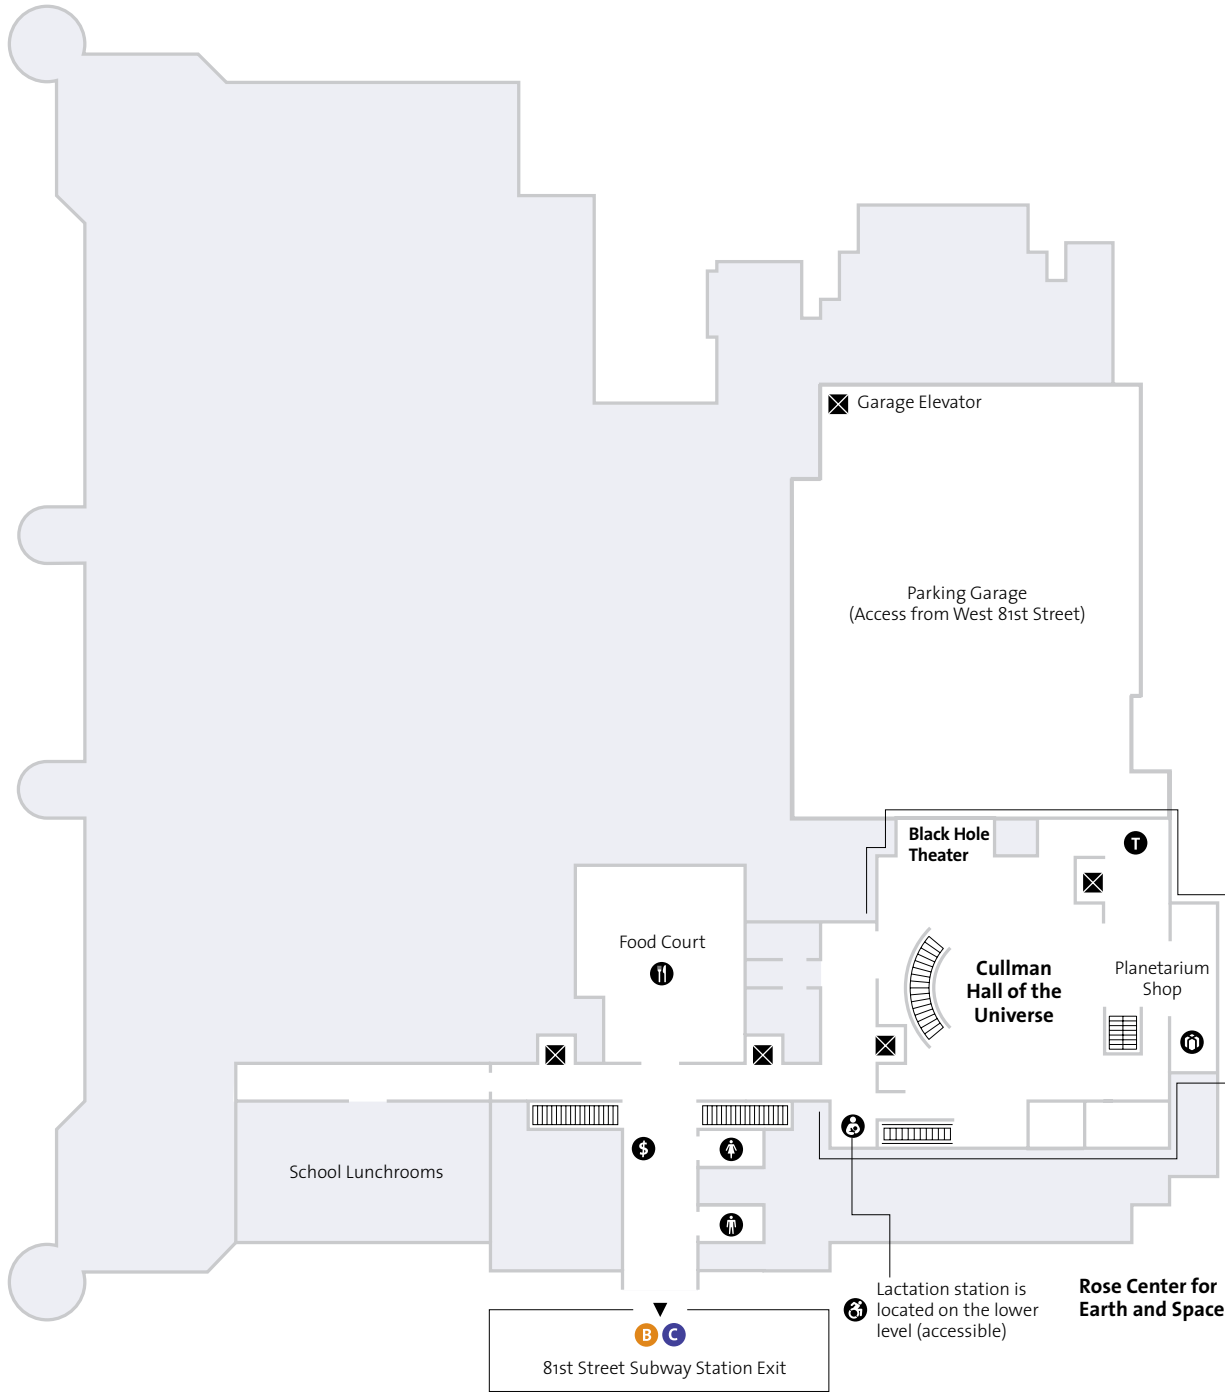 Garage Elevator
Parking Garage
(Access from West 81st Street)
Black Hole
Theater
T
Food Court
Cullman
Hall of the
Universe
Planetarium
Shop
$
School Lunchrooms
Lactation station is
located on the lower
level (accessible)
Rose Center for
Earth and Space
B C
81st Street Subway Station Exit